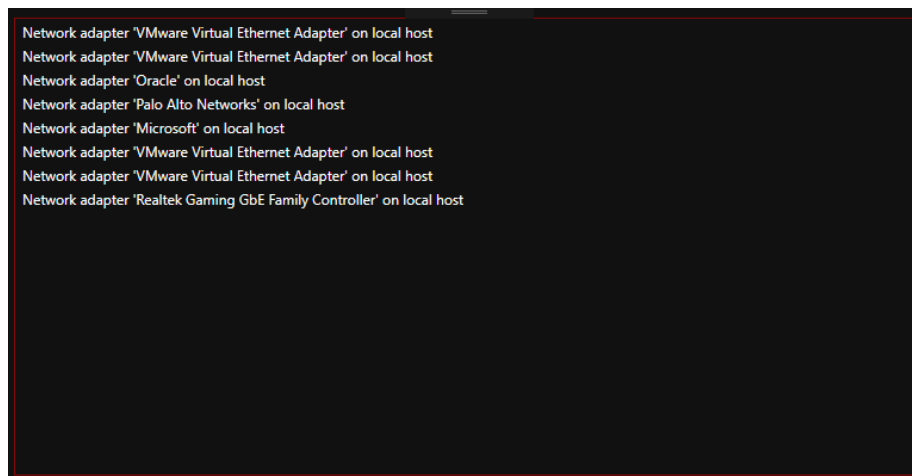 Network adapter 'VMware Virtual Ethernet Adapter' on local host
Network adapter 'VMware Virtual Ethernet Adapter' on local host
Network adapter 'Oracle' on local host
Network adapter 'Palo Alto Networks' on local host
Network adapter 'Microsoft' on local host
Network adapter 'VMware Virtual Ethernet Adapter' on local host
Network adapter 'VMware Virtual Ethernet Adapter' on local host
Network adapter 'Realtek Gaming GbE Family Controller' on local host